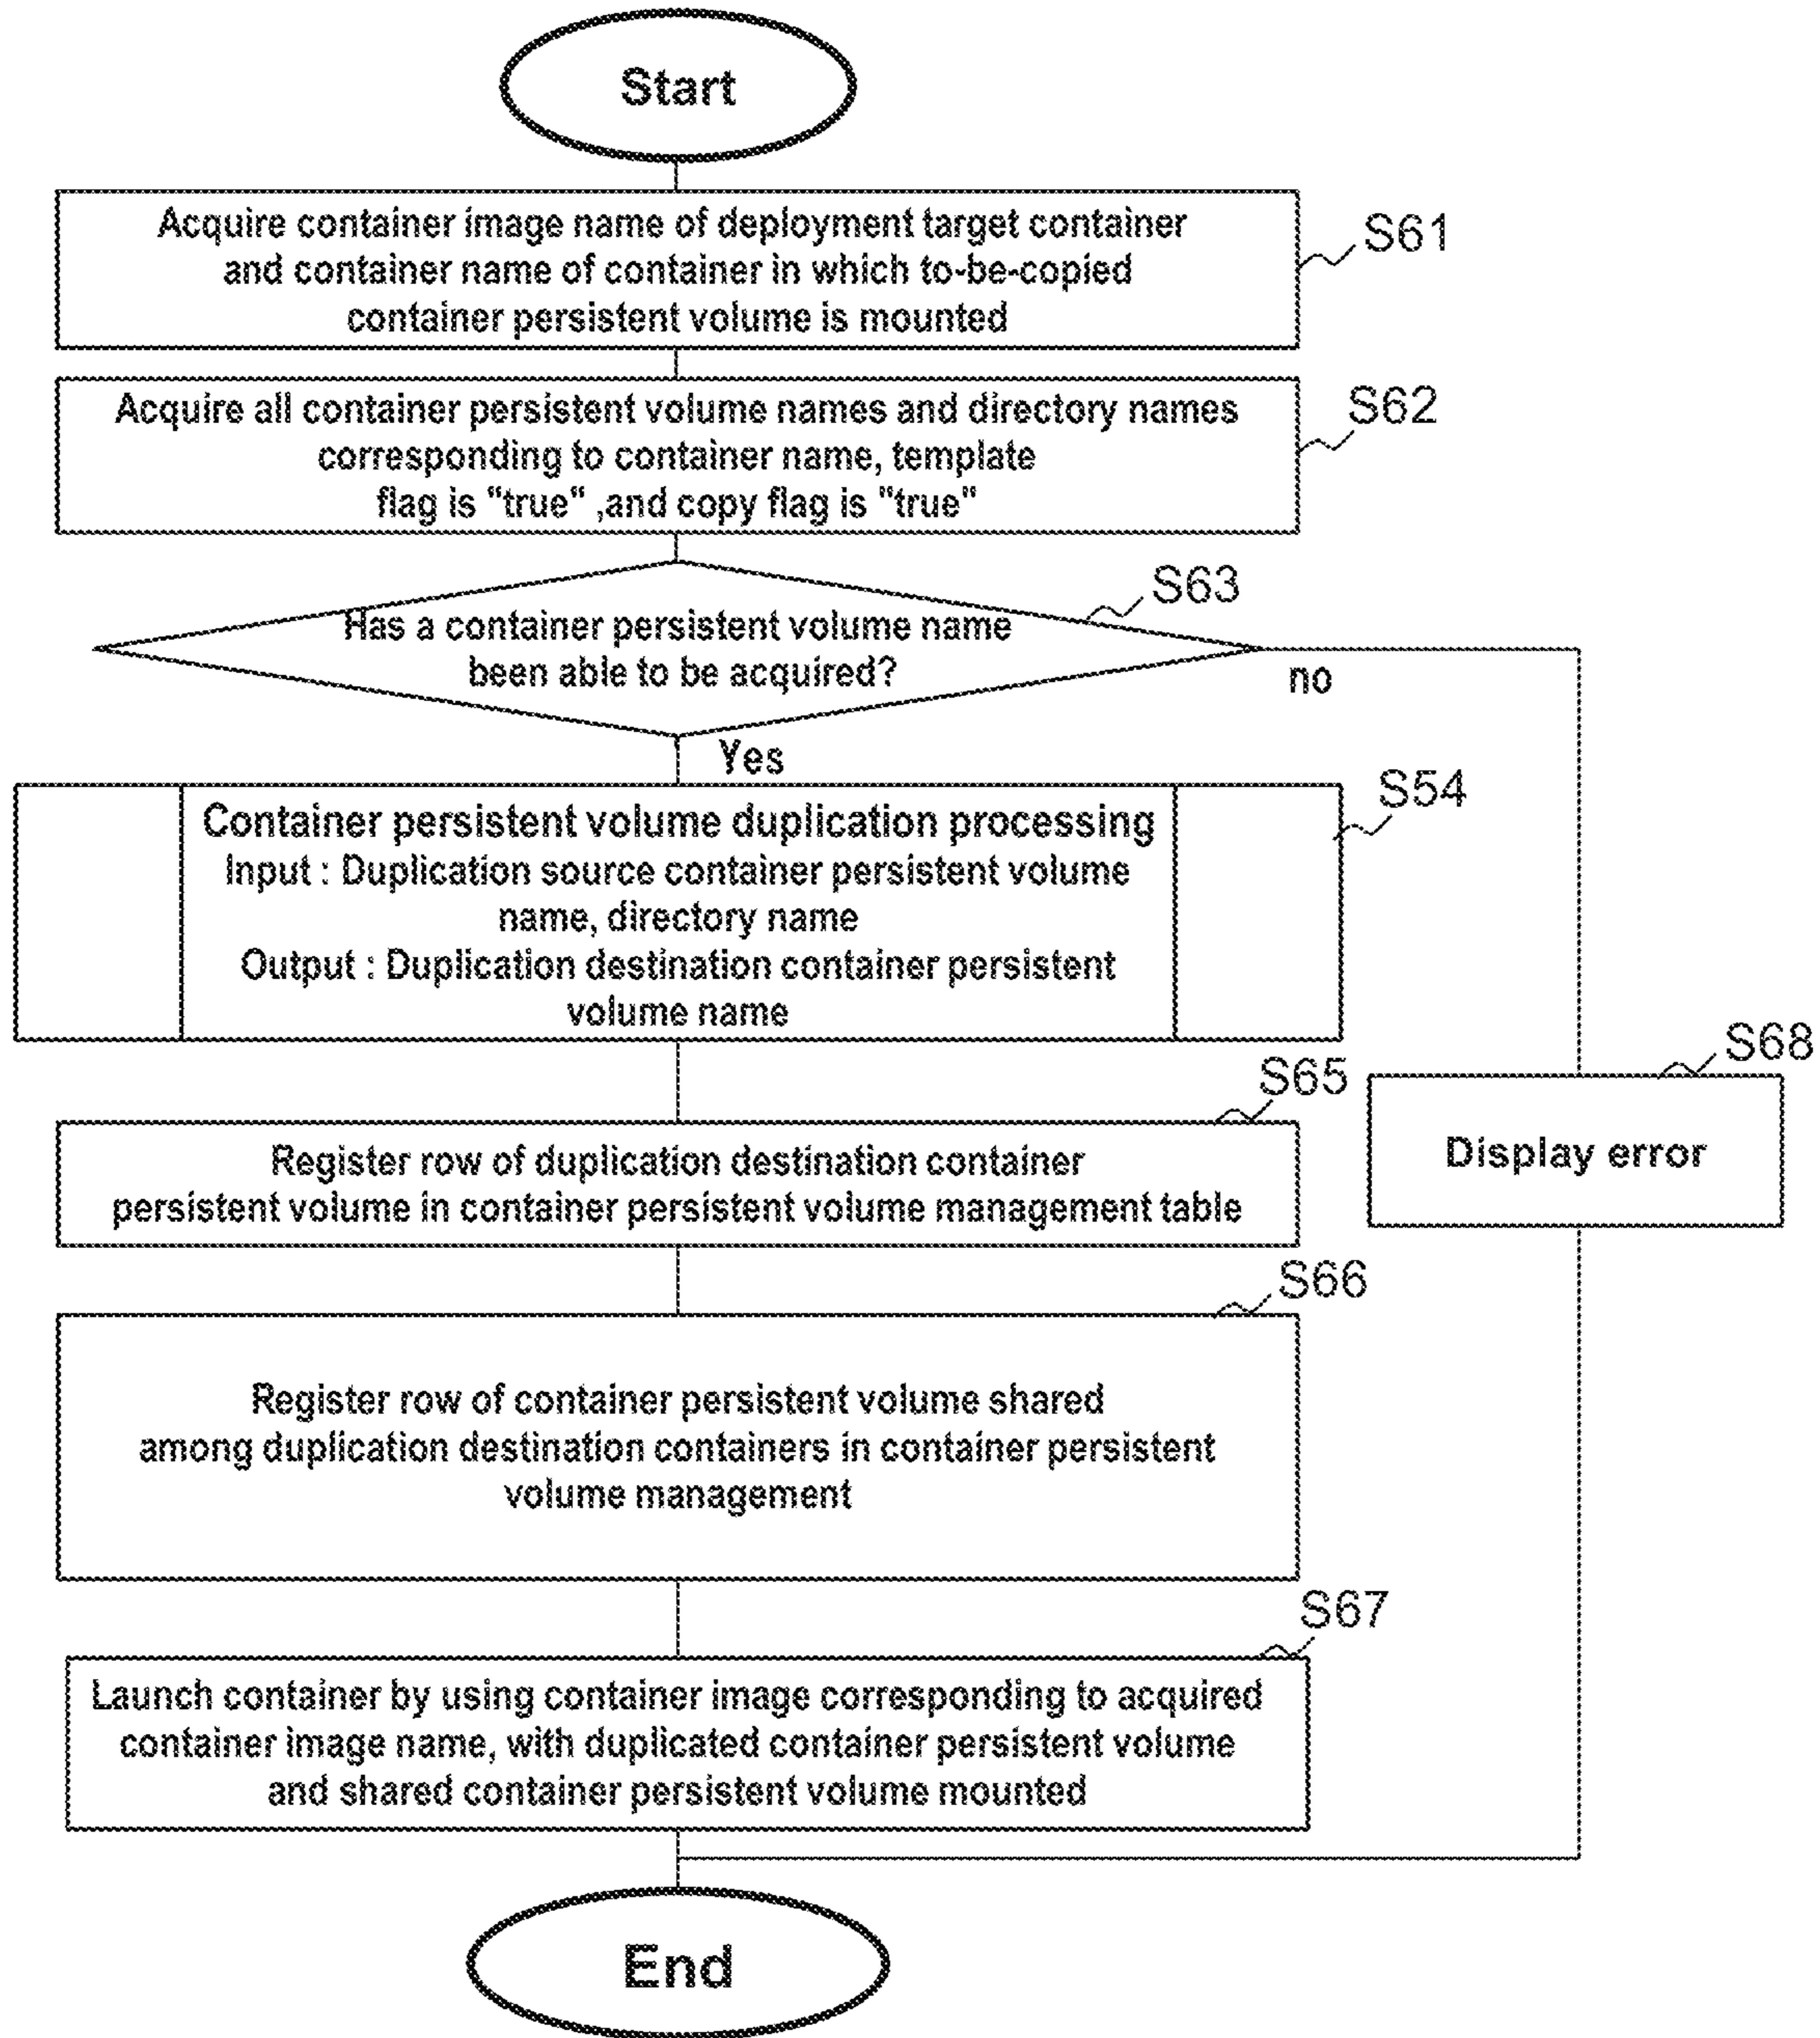 Start
Acquire container image name of deployment target container
and container name of container in which to-be-copied
container persistent volume is mounted
S61
Acquire all container persistent volume names and directory names
corresponding to container name, template
flag is "true" ,and copy flag is "true"
S62
Has a container persistent volume name
been able to be acquired?
S63
no
Yes
Container persistent volume duplication processing
Input : Duplication source container persistent volume
name, directory name
Output : Duplication destination container persistent
volume name
S54
S68
Display error
S65
Register row of duplication destination container
persistent volume in container persistent volume management table
S66
Register row of container persistent volume shared
among duplication destination containers in container persistent
volume management
S67
Launch container by using container image corresponding to acquired
container image name, with duplicated container persistent volume
and shared container persistent volume mounted
End